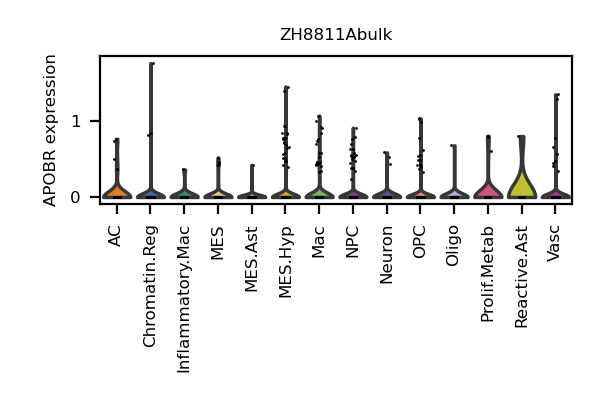 ZH8811Abulk
APOBR expression
1
0
AC
Chromatin.Reg
Inflammatory.Mac
MES
MES.Ast
MES.Hyp
Mac
NPC
Neuron
OPC
Oligo
Prolif.Metab
Reactive.Ast
Vasc